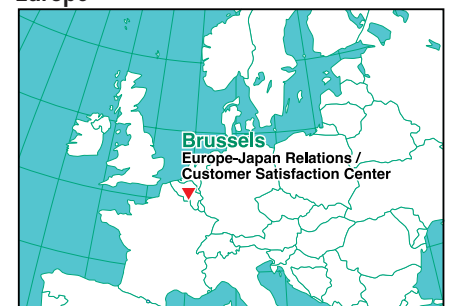 Europe
Brussels
Europe-Japan Relations /
Customer Satisfaction Center